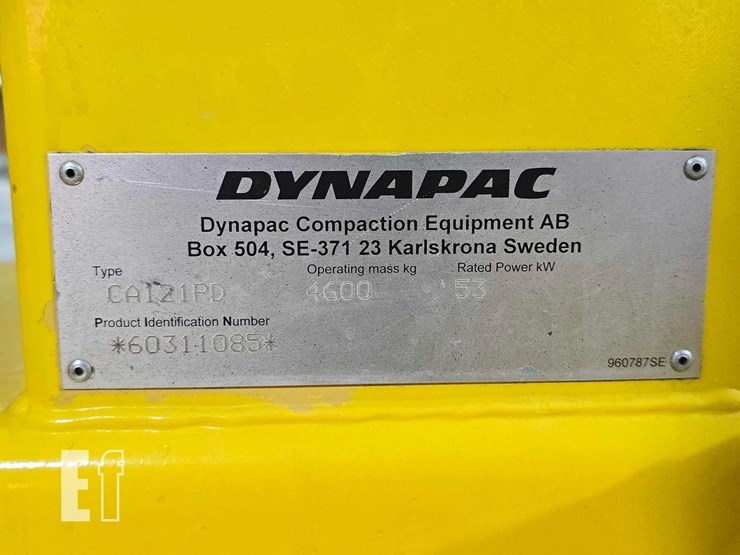 DYNAPAC
Dynapac Compaction Equipment AB
Box 504, SE-371 23 Karlskrona Sweden
Type Operating mass kg Rated Power kW
CA121PD 4600 53
Product Identification Number
*60311085*
960787SE
Ef